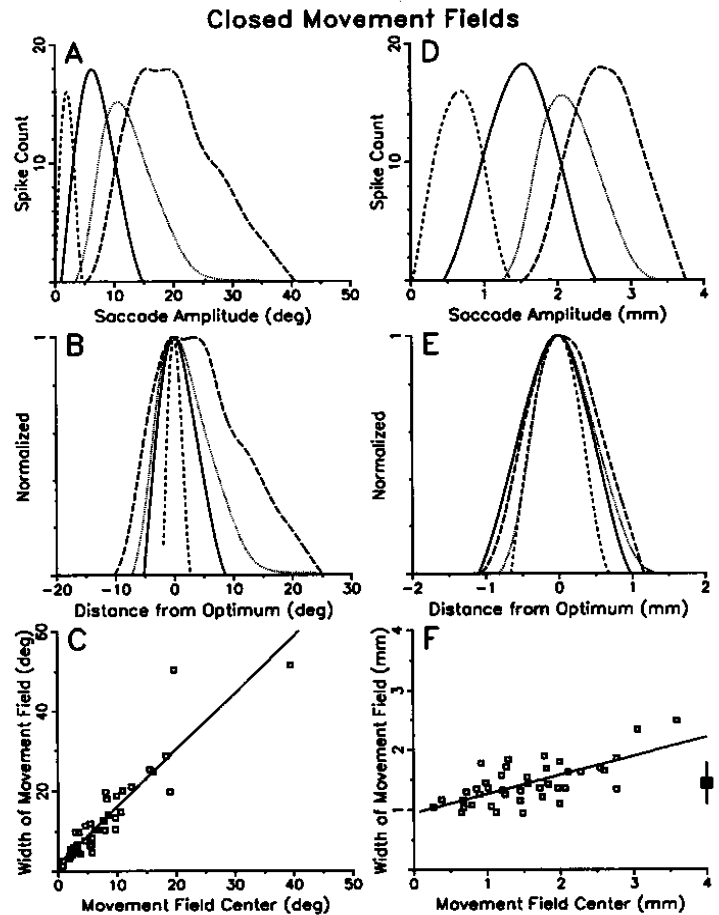 Closed Movement Fields
A
Spike Count
20
10
0 10 20 30 40 50
Saccade Amplitude (deg)
D
Spike Count
20
10
0 1 2 3 4
Saccade Amplitude (mm)
B
Normalized
1
-20 -10 0 10 20 30
Distance from Optimum (deg)
E
Normalized
1
-2 -1 0 1 2
Distance from Optimum (mm)
C
Width of Movement Field (deg)
60
40
20
0 10 20 30 40 50
Movement Field Center (deg)
F
Width of Movement Field (mm)
4
3
2
1
0 1 2 3 4
Movement Field Center (mm)